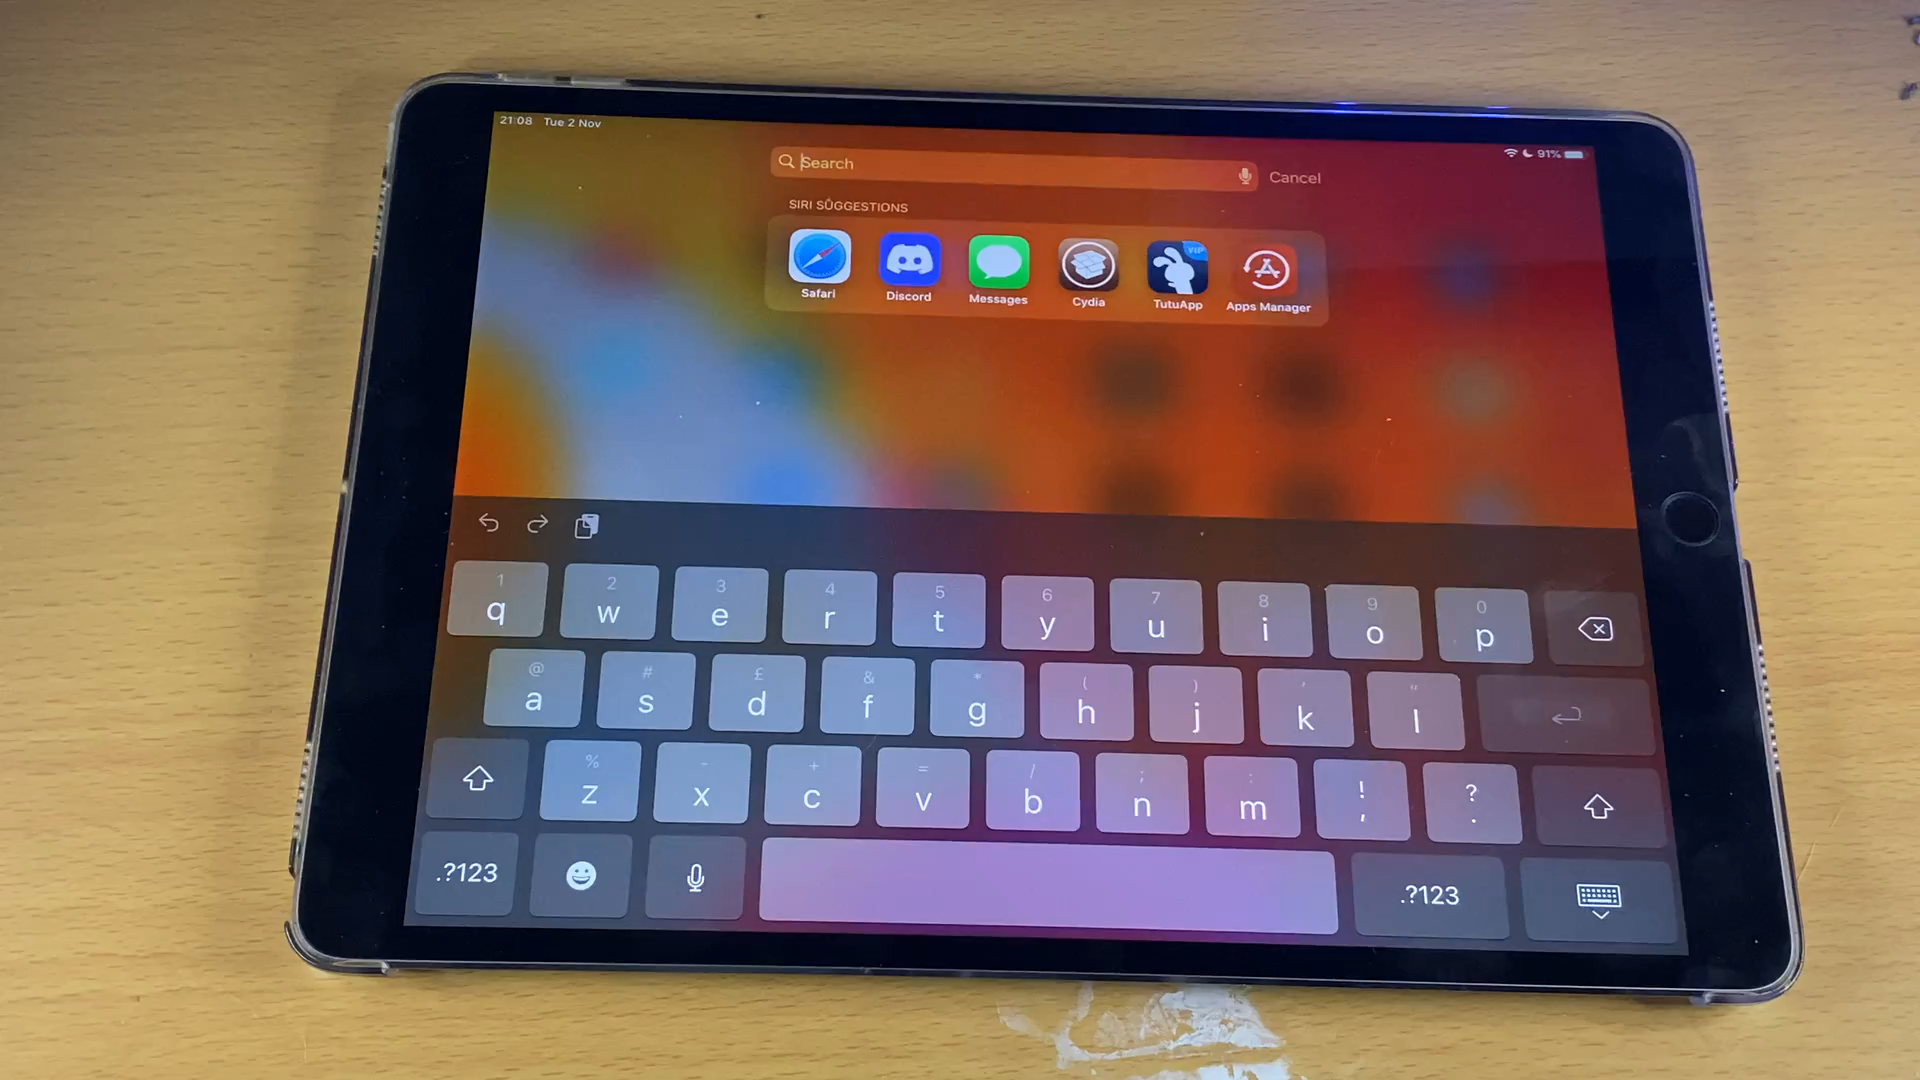 21:08 Tue 2 Nov
91%
Search
Cancel
SIRI SUGGESTIONS
VIP
Safari Discord Messages Cydia TutuApp Apps Manager
1 2 3 4 5 6 7 8 9 0
q w e r t y u i o p
@ # £ & * ( ) ' "
a s d f g h j k l
% - + = / ; : ! ?
z x c v b n m , .
.?123 .?123